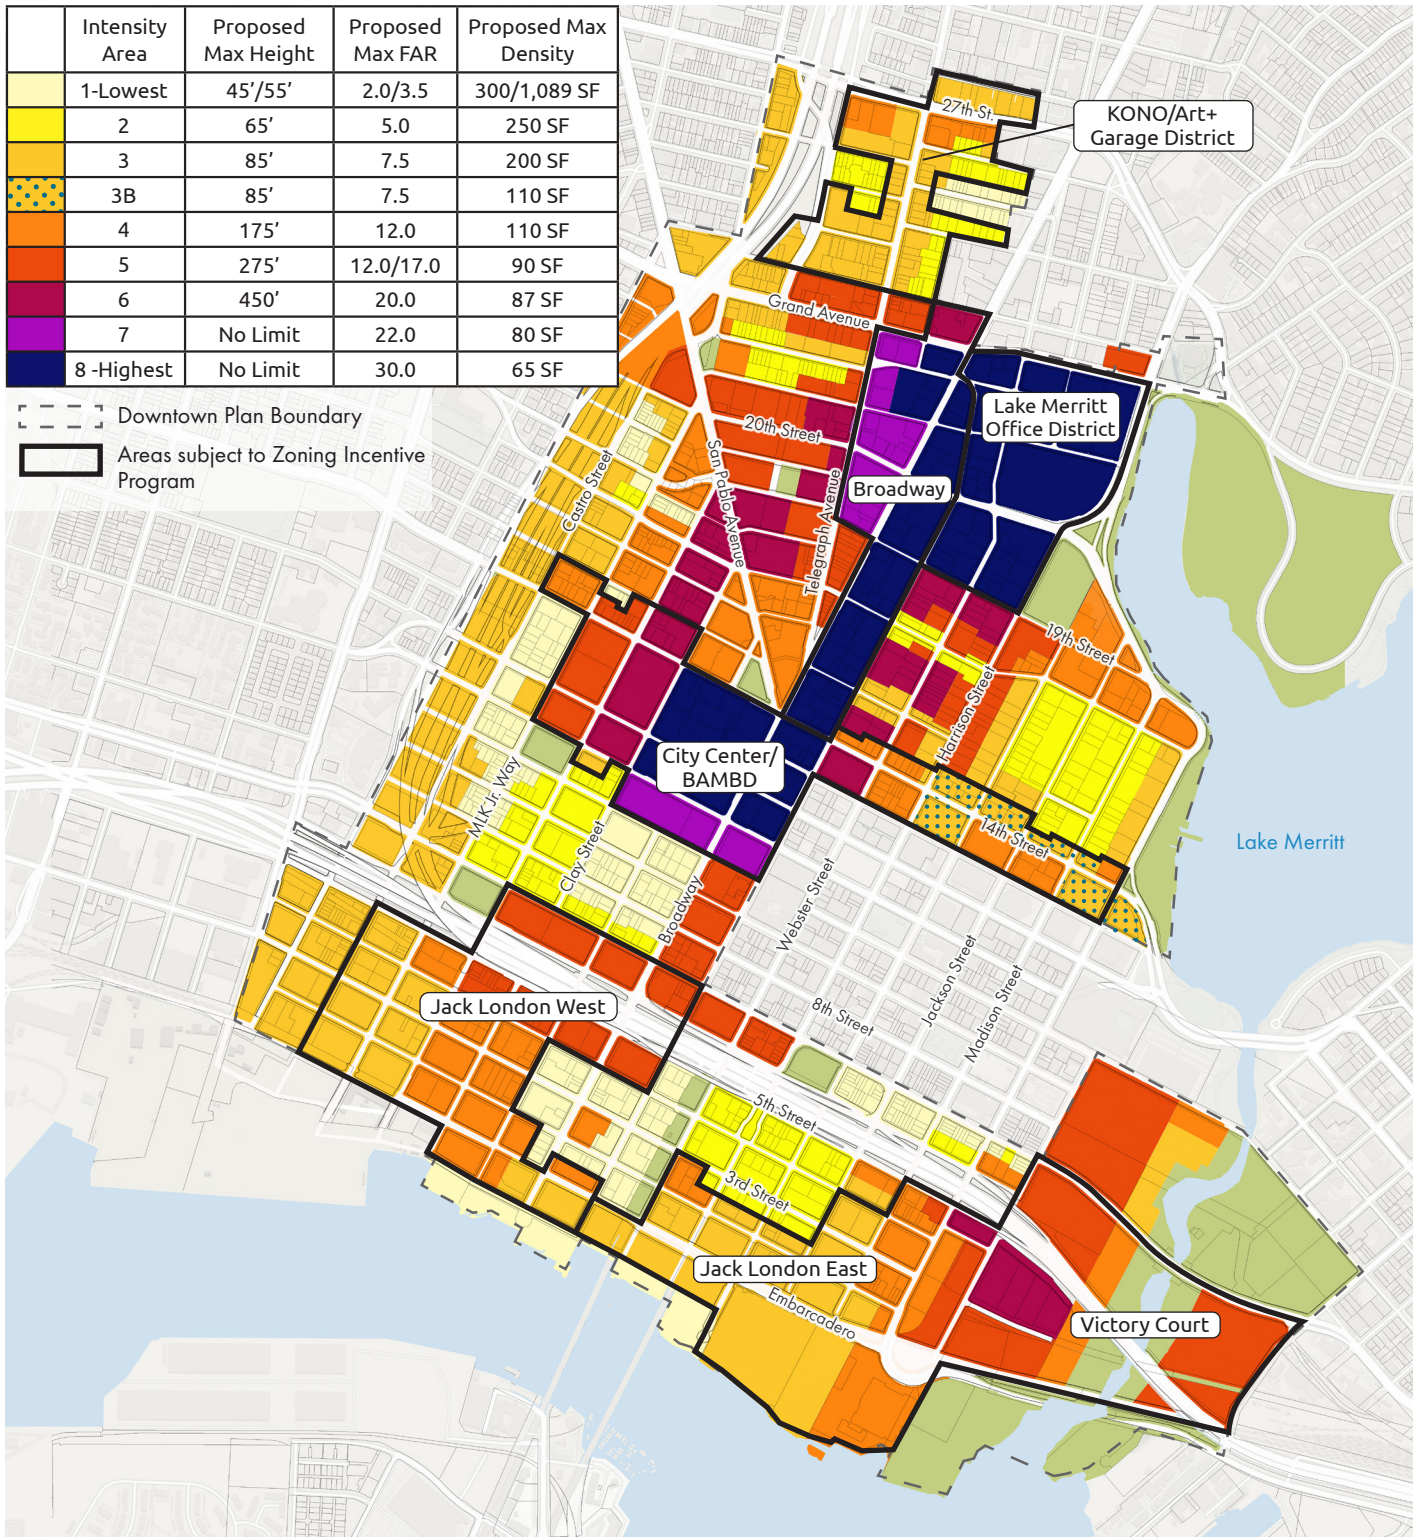 Intensity Area
Proposed Max Height
Proposed Max FAR
Proposed Max Density
1-Lowest 45’/55’ 2.0/3.5 300/1,089 SF
2 65’ 5.0 250 SF
3 85’ 7.5 200 SF
3B 85’ 7.5 110 SF
4 175’ 12.0 110 SF
5 275’ 12.0/17.0 90 SF
6 450’ 20.0 87 SF
7 No Limit 22.0 80 SF
8 -Highest No Limit 30.0 65 SF
Downtown Plan Boundary
Areas subject to Zoning Incentive
Program
27th St.
KONO/Art+
Garage District
Grand Avenue
Lake Merritt
Office District
20th Street
San Pablo Avenue
Telegraph Avenue
Broadway
Castro Street
19th Street
Harrison Street
City Center/
BAMBD
MLK Jr. Way
Clay Street
14th Street
Lake Merritt
Broadway
Webster Street
Jackson Street
Madison Street
8th Street
Jack London West
5th Street
3rd Street
Jack London East
Embarcadero
Victory Court